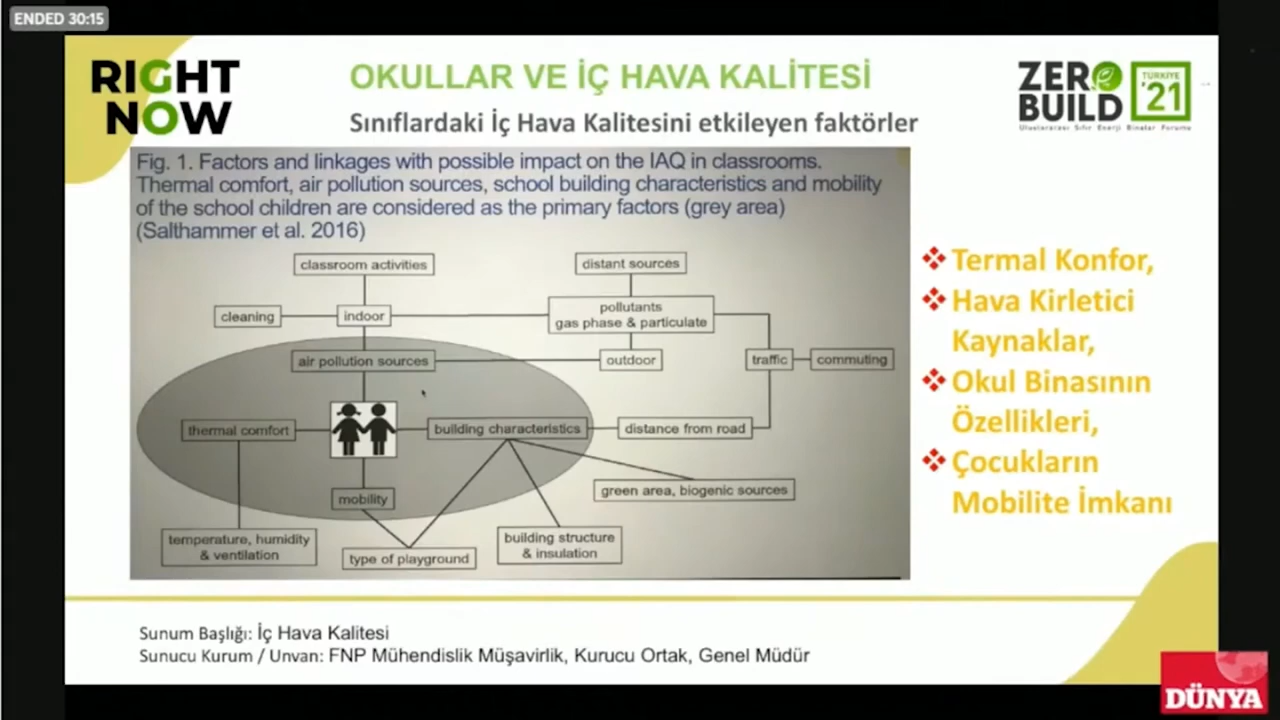 ENDED 30:15
RIGHT
NOW
OKULLAR VE İÇ HAVA KALİTESİ
Sınıflardaki İç Hava Kalitesini etkileyen faktörler
ZERO
BUILD
TÜRKİYE
'21
Uluslararası Sıfır Enerji Binalar Forumu
Fig. 1. Factors and linkages with possible impact on the IAQ in classrooms.
Thermal comfort, air pollution sources, school building characteristics and mobility
of the school children are considered as the primary factors (grey area)
(Salthammer et al. 2016)
classroom activities
distant sources
cleaning
indoor
pollutants
gas phase & particulate
air pollution sources
outdoor
traffic
commuting
thermal comfort
building characteristics
distance from road
mobility
green area, biogenic sources
temperature, humidity
& ventilation
type of playground
building structure
& insulation
❖ Termal Konfor,
❖ Hava Kirletici
Kaynaklar,
❖ Okul Binasının
Özellikleri,
❖ Çocukların
Mobilite İmkanı
Sunum Başlığı: İç Hava Kalitesi
Sunucu Kurum / Unvan: FNP Mühendislik Müşavirlik, Kurucu Ortak, Genel Müdür
DÜNYA